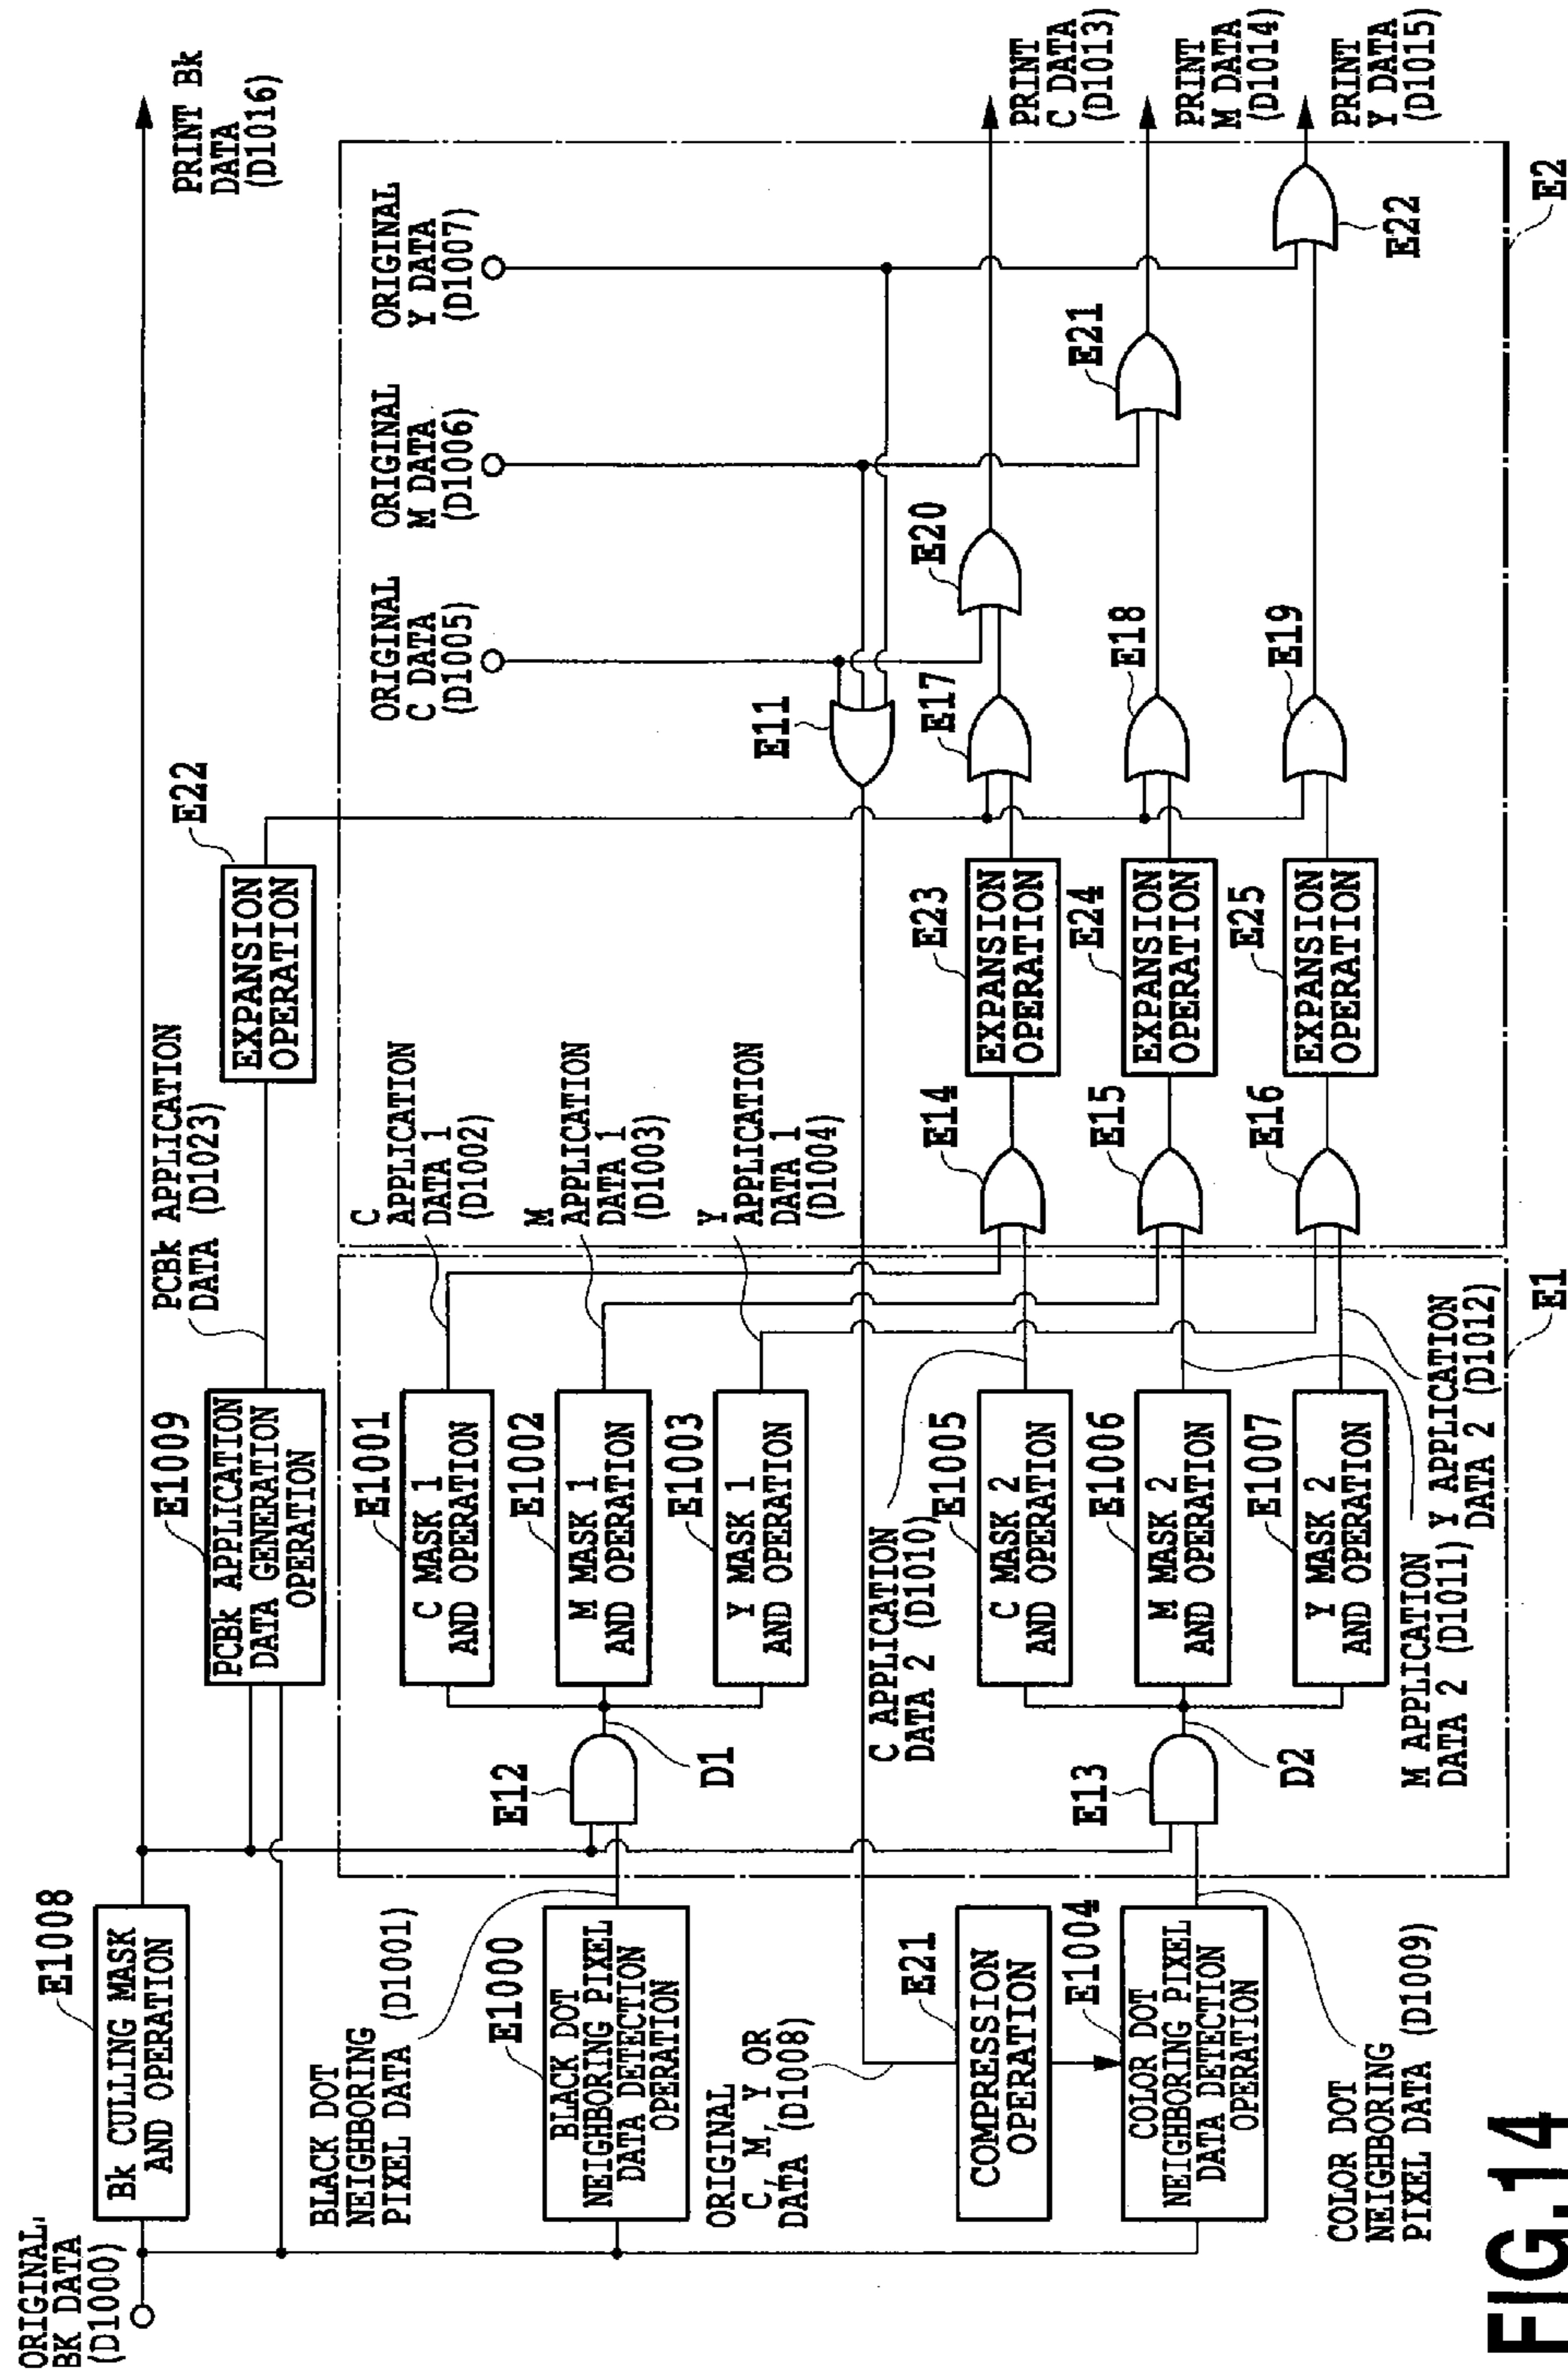 ORIGINAL
BK DATA
(D1000)
E1008
Bk CULLING MASK
AND OPERATION
PRINT Bk
DATA
(D1016)
E1009
PCBk APPLICATION
DATA GENERATION
OPERATION
PCBk APPLICATION
DATA (D1023)
E22
EXPANSION
OPERATION
BLACK DOT
NEIGHBORING
PIXEL DATA (D1001)
E1000
BLACK DOT
NEIGHBORING PIXEL
DATA DETECTION
OPERATION
E12
D1
E1001
C MASK 1
AND OPERATION
E1002
M MASK 1
AND OPERATION
E1003
Y MASK 1
AND OPERATION
C
APPLICATION
DATA 1
(D1002)
M
APPLICATION
DATA 1
(D1003)
Y
APPLICATION
DATA 1
(D1004)
ORIGINAL
C DATA
(D1005)
ORIGINAL
M DATA
(D1006)
ORIGINAL
Y DATA
(D1007)
E11
ORIGINAL
C, M, Y OR
DATA (D1008)
E21
COMPRESSION
OPERATION
E1004
COLOR DOT
NEIGHBORING PIXEL
DATA DETECTION
OPERATION
COLOR DOT
NEIGHBORING
PIXEL DATA (D1009)
E13
D2
C APPLICATION
DATA 2 (D1010)
E1005
C MASK 2
AND OPERATION
E1006
M MASK 2
AND OPERATION
E1007
Y MASK 2
AND OPERATION
M APPLICATION
DATA 2 (D1011)
Y APPLICATION
DATA 2 (D1012)
E14
E15
E16
E23
EXPANSION
OPERATION
E24
EXPANSION
OPERATION
E25
EXPANSION
OPERATION
E17
E18
E19
E20
E21
E22
PRINT
C DATA
(D1013)
PRINT
M DATA
(D1014)
PRINT
Y DATA
(D1015)
E1
E2
FIG.14